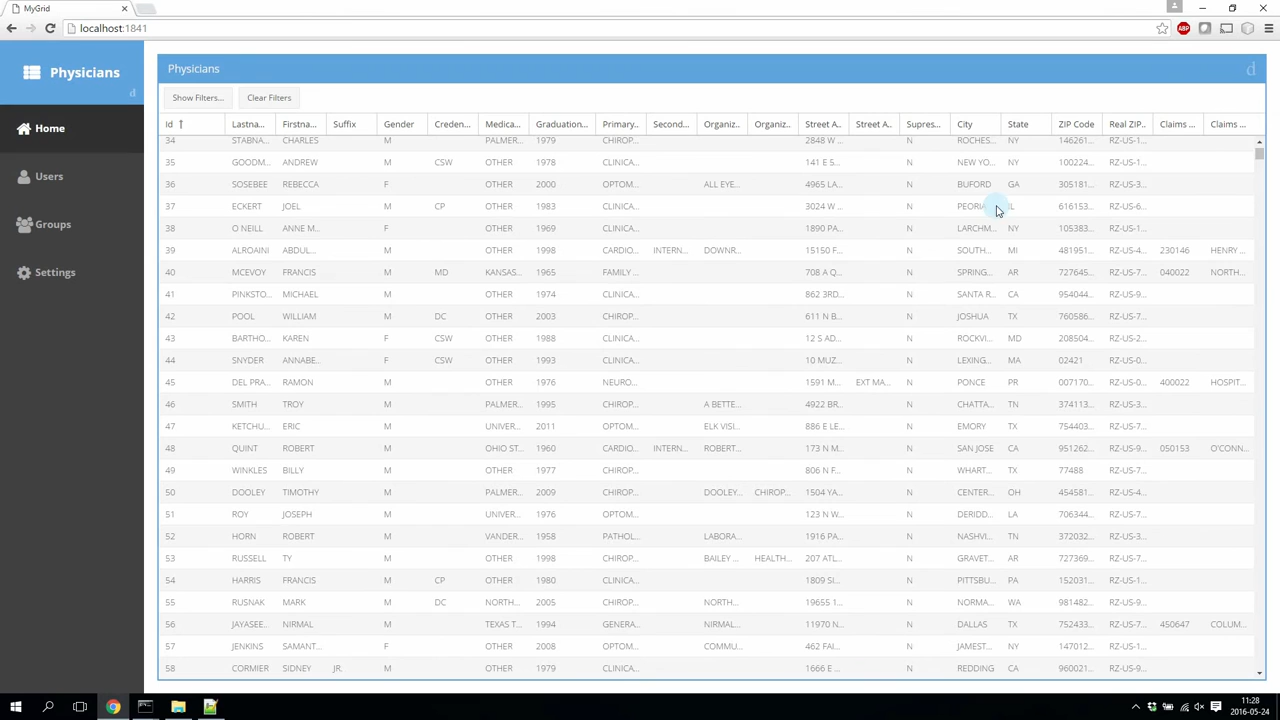 MyGrid
localhost:1841
Physicians
d
Home
Users
Groups
Settings
Physicians d
Show Filters... Clear Filters
Id Lastna... Firstna... Suffix Gender Creden... Medica... Graduation... Primary... Second... Organiz.. Organiz.. Street A... Street A.. Supres... City State ZIP Code Real ZIP.. Claims ... Claims ...
34 STABNA... CHARLES M PALMER... 1979 CHIROP... 2848 W ... N ROCHES... NY 146261... RZ-US-1...
35 GOODM... ANDREW M CSW OTHER 1978 CLINICA... 141 E 5... N NEW YO... NY 100224... RZ-US-1...
36 SOSEBEE REBECCA F OTHER 2000 OPTOM... ALL EYE... 4965 LA... N BUFORD GA 305181... RZ-US-3...
37 ECKERT JOEL M CP OTHER 1983 CLINICA... 3024 W ... N PEORIA IL 616153... RZ-US-6...
38 O NEILL ANNE M... F OTHER 1969 CLINICA... 1890 PA... N LARCHM... NY 105383... RZ-US-1...
39 ALROAINI ABDUL... M OTHER 1998 CARDIO... INTERN... DOWNR... 15150 F... N SOUTH... MI 481951... RZ-US-4... 230146 HENRY ...
40 MCEVOY FRANCIS M MD KANSAS... 1965 FAMILY ... 708 A Q... N SPRING... AR 727645... RZ-US-7... 040022 NORTH...
41 PINKSTO... MICHAEL M OTHER 1974 CLINICA... 862 3RD... N SANTA R... CA 954044... RZ-US-9...
42 POOL WILLIAM M DC OTHER 2003 CHIROP... 611 N B... N JOSHUA TX 760586... RZ-US-7...
43 BARTHO... KAREN F CSW OTHER 1988 CLINICA... 12 S AD... N ROCKVI... MD 208504... RZ-US-2...
44 SNYDER ANNABE.. F CSW OTHER 1993 CLINICA... 10 MUZ... N LEXING... MA 02421 RZ-US-0...
45 DEL PRA... RAMON M OTHER 1976 NEURO... 1591 M... EXT MA... N PONCE PR 007170... RZ-US-0... 400022 HOSPIT...
46 SMITH TROY M PALMER... 1995 CHIROP... A BETTE... 4922 BR... N CHATTA... TN 374113... RZ-US-3...
47 KETCHU... ERIC M UNIVER... 2011 OPTOM... ELK VISI... 886 E LE... N EMORY TX 754403... RZ-US-7...
48 QUINT ROBERT M OHIO ST... 1960 CARDIO... INTERN... ROBERT... 173 N M... N SAN JOSE CA 951262... RZ-US-9... 050153 O'CONN...
49 WINKLES BILLY M OTHER 1977 CHIROP... 806 N F... N WHART... TX 77488 RZ-US-7...
50 DOOLEY TIMOTHY M PALMER... 2009 CHIROP... DOOLEY... CHIROP... 1504 YA... N CENTER... OH 454581... RZ-US-4...
51 ROY JOSEPH M UNIVER... 1976 OPTOM... 123 N W... N DERIDD... LA 706344... RZ-US-7...
52 HORN ROBERT M VANDER... 1958 PATHOL... LABORA... 1916 PA... N NASHVI... TN 372032... RZ-US-3...
53 RUSSELL TY M OTHER 1998 CHIROP... BAILEY ... HEALTH... 207 ATL... N GRAVET... AR 727369... RZ-US-7...
54 HARRIS FRANCIS M CP OTHER 1980 CLINICA... 1809 SI... N PITTSBU... PA 152031... RZ-US-1...
55 RUSNAK MARK M DC NORTH... 2005 CHIROP... NORTH... 19655 1... N NORMA... WA 981482... RZ-US-9...
56 JAYASEE... NIRMAL M TEXAS T... 1994 GENERA... NIRMAL... 11970 N... N DALLAS TX 752433... RZ-US-7... 450647 COLUM...
57 JENKINS SAMANT... F OTHER 2008 OPTOM... COMMU... 462 FAI... N JAMEST... NY 147012... RZ-US-1...
58 CORMIER SIDNEY JR. M OTHER 1979 CLINICA... 1666 E ... N REDDING CA 960021... RZ-US-9...
11:28
2016-05-24